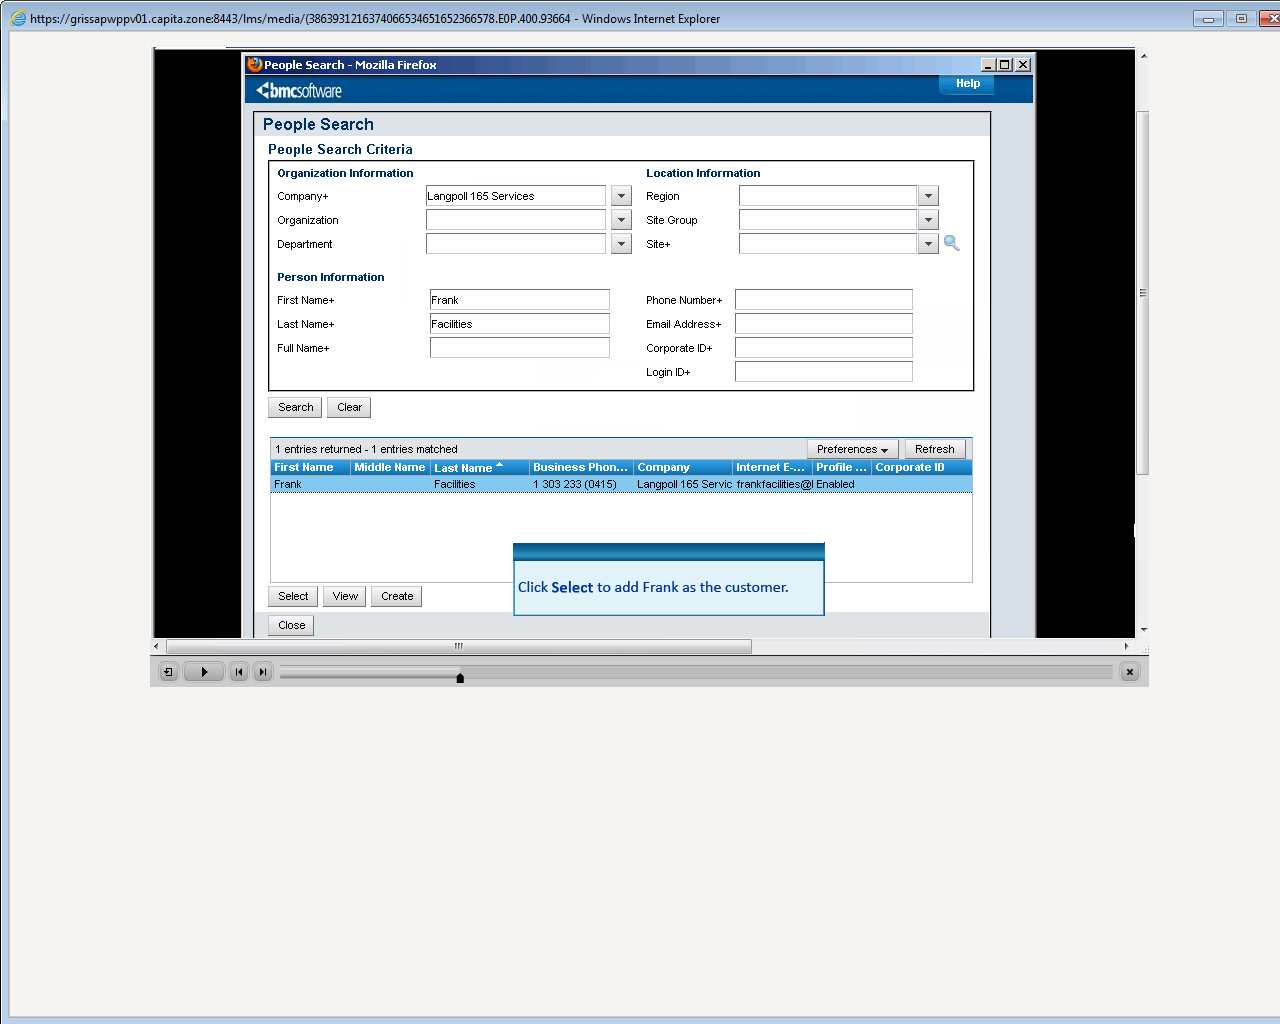 https://grissapwppv01.capita.zone:8443/lms/media/(3863931216374066534651652366578.E0P.400.93664 - Windows Internet Explorer
People Search - Mozilla Firefox
bmcsoftware
Help
People Search
People Search Criteria
Organization Information
Location Information
Company+ Langpoll 165 Services
Region
Organization
Site Group
Department
Site+
Person Information
First Name+ Frank
Phone Number+
Last Name+ Facilities
Email Address+
Full Name+
Corporate ID+
Login ID+
Search Clear
1 entries returned - 1 entries matched
Preferences Refresh
First Name Middle Name Last Name Business Phon... Company Internet E-... Profile ... Corporate ID
Frank Facilities 1 303 233 (0415) Langpoll 165 Servic frankfacilities@l Enabled
Click Select to add Frank as the customer.
Select View Create
Close